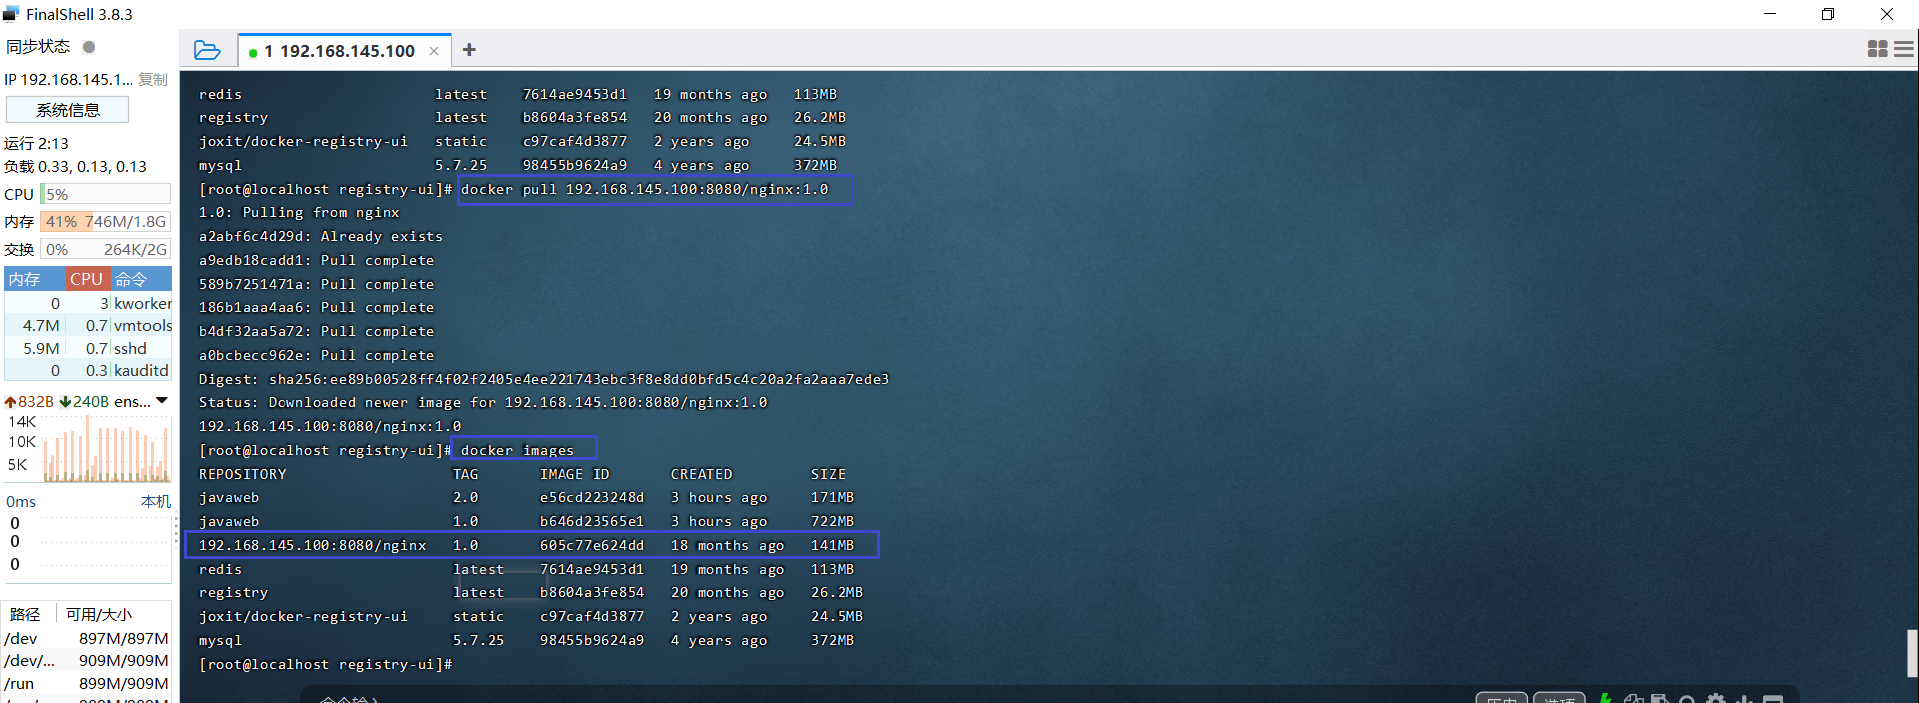 FinalShell 3.8.3
同步状态
IP 192.168.145.1... 复制
系统信息
运行 2:13
负载 0.33, 0.13, 0.13
CPU 5%
内存 41% 746M/1.8G
交换 0% 264K/2G
内存 CPU 命令
0 3 kworker
4.7M 0.7 vmtools
5.9M 0.7 sshd
0 0.3 kauditd
832B 240B ens...
14K
10K
5K
0ms 本机
0
0
0
路径 可用/大小
/dev 897M/897M
/dev/... 909M/909M
/run 899M/909M
1 192.168.145.100
redis latest 7614ae9453d1 19 months ago 113MB
registry latest b8604a3fe854 20 months ago 26.2MB
joxit/docker-registry-ui static c97caf4d3877 2 years ago 24.5MB
mysql 5.7.25 98455b9624a9 4 years ago 372MB
[root@localhost registry-ui]# docker pull 192.168.145.100:8080/nginx:1.0
1.0: Pulling from nginx
a2abf6c4d29d: Already exists
a9edb18cadd1: Pull complete
589b7251471a: Pull complete
186b1aaa4aa6: Pull complete
b4df32aa5a72: Pull complete
a0bcbecc962e: Pull complete
Digest: sha256:ee89b00528ff4f02f2405e4ee221743ebc3f8e8dd0bfd5c4c20a2fa2aaa7ede3
Status: Downloaded newer image for 192.168.145.100:8080/nginx:1.0
192.168.145.100:8080/nginx:1.0
[root@localhost registry-ui]# docker images
REPOSITORY TAG IMAGE ID CREATED SIZE
javaweb 2.0 e56cd223248d 3 hours ago 171MB
javaweb 1.0 b646d23565e1 3 hours ago 722MB
192.168.145.100:8080/nginx 1.0 605c77e624dd 18 months ago 141MB
redis latest 7614ae9453d1 19 months ago 113MB
registry latest b8604a3fe854 20 months ago 26.2MB
joxit/docker-registry-ui static c97caf4d3877 2 years ago 24.5MB
mysql 5.7.25 98455b9624a9 4 years ago 372MB
[root@localhost registry-ui]#